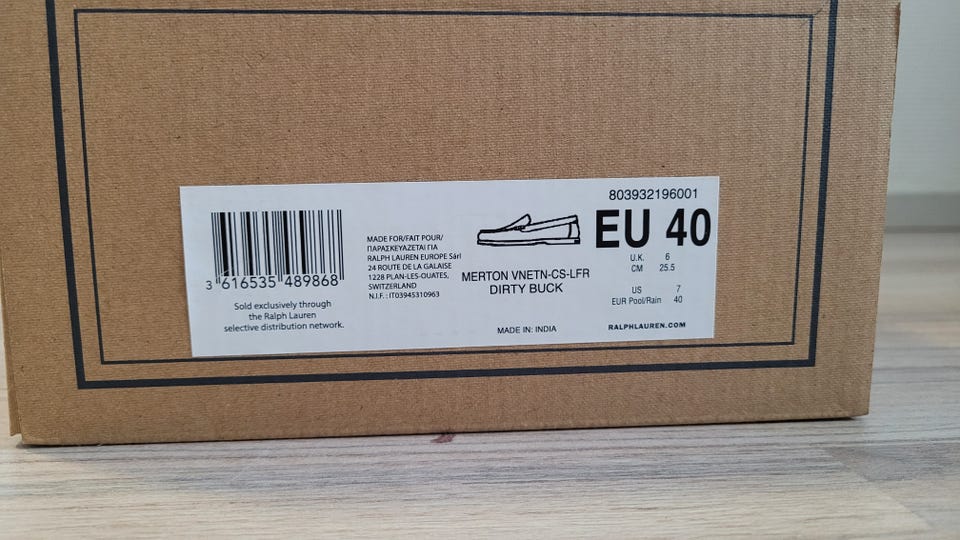 3 616535 489868
Sold exclusively through
the Ralph Lauren
selective distribution network.
MADE FOR/FAIT POUR/
ΠΑΡΑΣΚΕΥΑΖΕΤΑΙ ΓΙΑ
RALPH LAUREN EUROPE Sárl
24 ROUTE DE LA GALAISE
1228 PLAN-LES-OUATES,
SWITZERLAND
N.I.F. : IT03945310963
MERTON VNETN-CS-LFR
DIRTY BUCK
MADE IN: INDIA
803932196001
EU 40
U.K. 6
CM 25.5
US 7
EUR Pool/Rain 40
RALPHLAUREN.COM